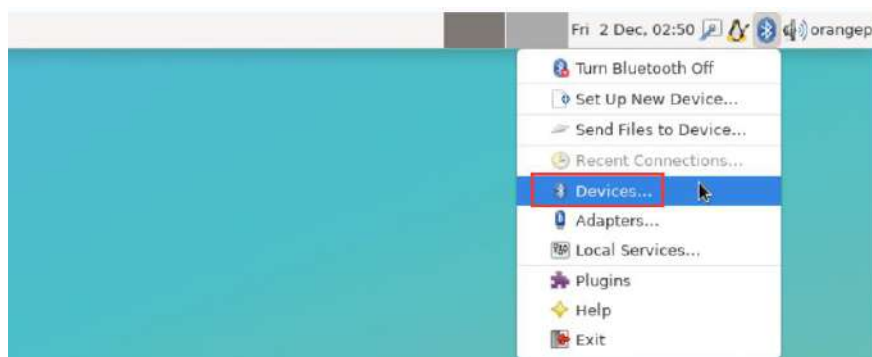 Fri 2 Dec, 02:50 orangep
Turn Bluetooth Off
Set Up New Device...
Send Files to Device...
Recent Connections...
Devices...
Adapters...
Local Services...
Plugins
Help
Exit